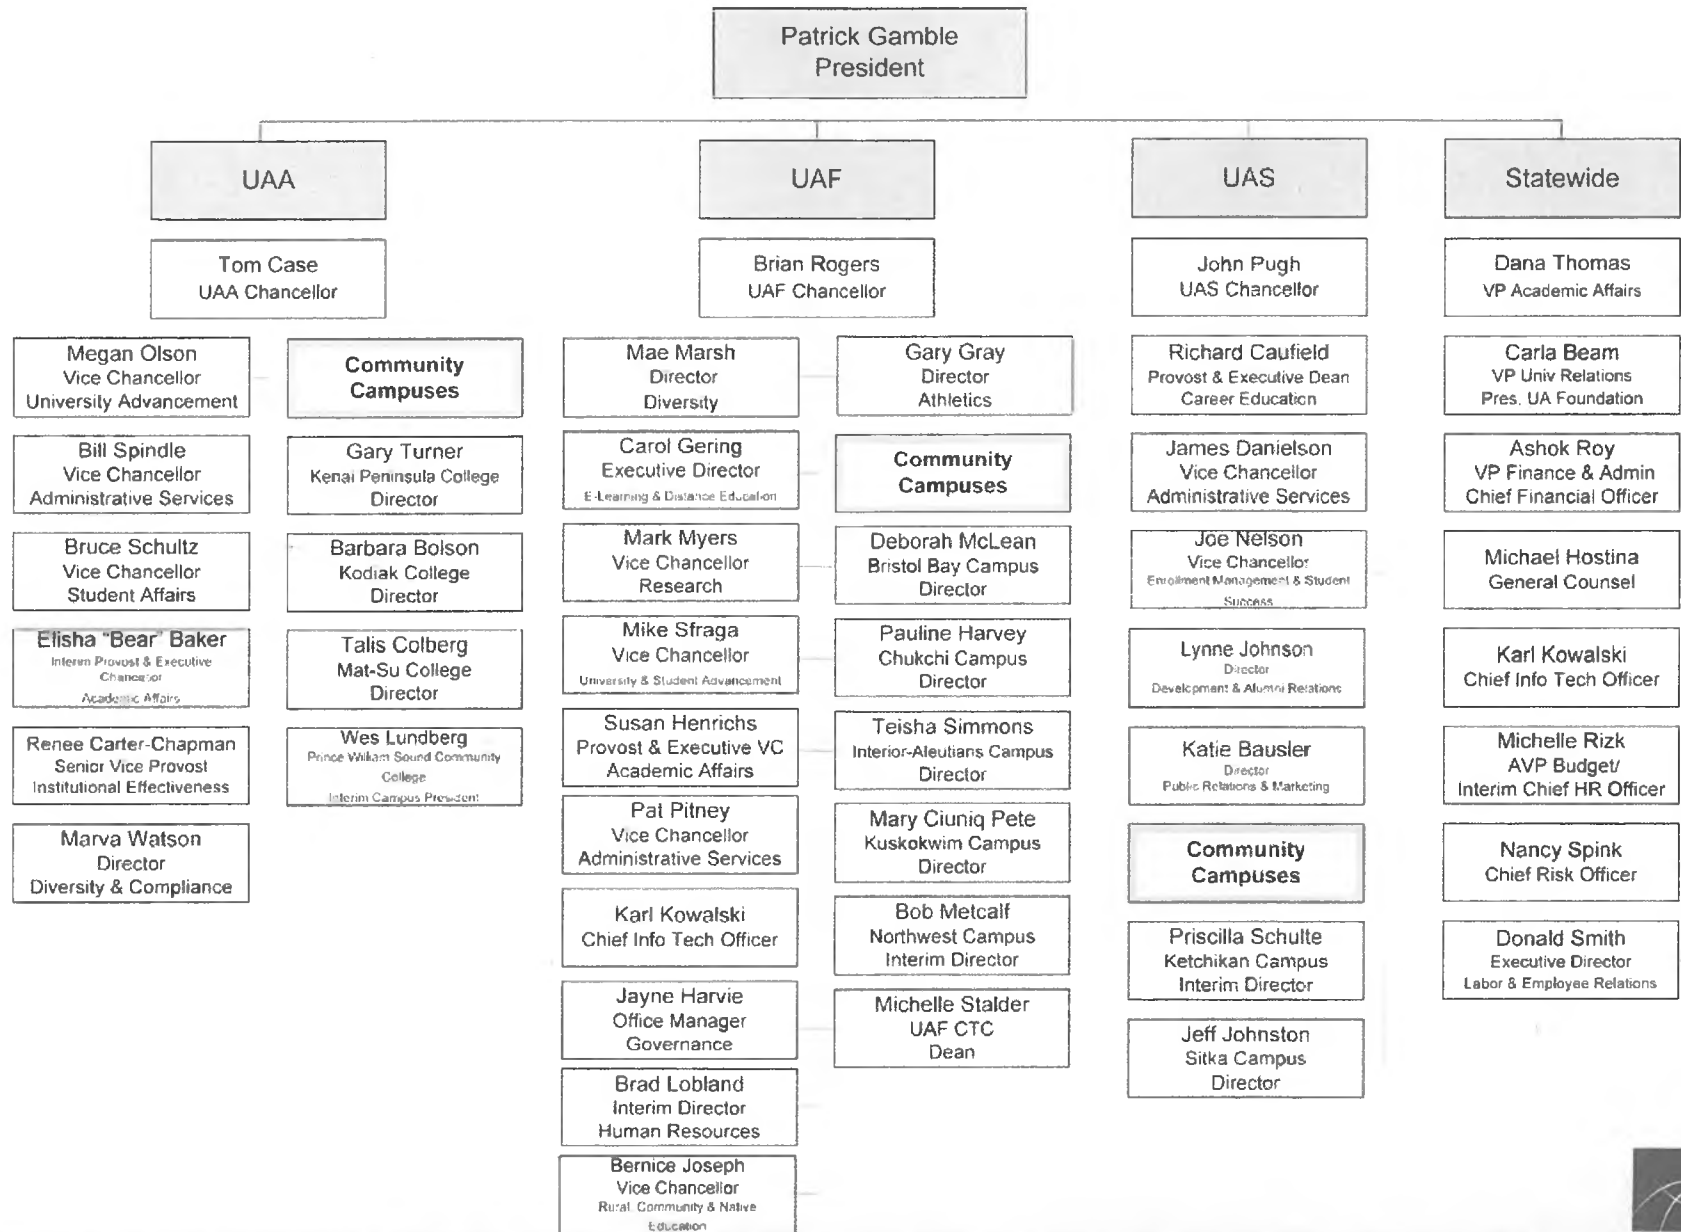 Patrick Gamble
President
UAA
Tom Case
UAA Chancellor
Megan Olson
Vice Chancellor
University Advancement
Bill Spindle
Vice Chancellor
Administrative Services
Bruce Schultz
Vice Chancellor
Student Affairs
Elisha "Bear" Baker
Interim Provost & Executive
Chancellor
Academic Affairs
Renee Carter-Chapman
Senior Vice Provost
Institutional Effectiveness
Marva Watson
Director
Diversity & Compliance
Community
Campuses
Gary Turner
Kenai Peninsula College
Director
Barbara Bolson
Kodiak College
Director
Talis Colberg
Mat-Su College
Director
Wes Lundberg
Prince William Sound Community
College
Interim Campus President
UAF
Brian Rogers
UAF Chancellor
Mae Marsh
Director
Diversity
Carol Gering
Executive Director
E-Learning & Distance Education
Mark Myers
Vice Chancellor
Research
Mike Sfraga
Vice Chancellor
University & Student Advancement
Susan Henrichs
Provost & Executive VC
Academic Affairs
Pat Pitney
Vice Chancellor
Administrative Services
Karl Kowalski
Chief Info Tech Officer
Jayne Harvie
Office Manager
Governance
Brad Lobland
Interim Director
Human Resources
Bernice Joseph
Vice Chancellor
Rural, Community & Native
Education
Gary Gray
Director
Athletics
Community
Campuses
Deborah McLean
Bristol Bay Campus
Director
Pauline Harvey
Chukchi Campus
Director
Teisha Simmons
Interior-Aleutians Campus
Director
Mary Ciuniq Pete
Kuskokwim Campus
Director
Bob Metcalf
Northwest Campus
Interim Director
Michelle Stalder
UAF CTC
Dean
UAS
John Pugh
UAS Chancellor
Richard Caufield
Provost & Executive Dean
Career Education
James Danielson
Vice Chancellor
Administrative Services
Joe Nelson
Vice Chancellor
Enrollment Management & Student
Success
Lynne Johnson
Director
Development & Alumni Relations
Katie Bausler
Director
Public Relations & Marketing
Community
Campuses
Priscilla Schulte
Ketchikan Campus
Interim Director
Jeff Johnston
Sitka Campus
Director
Statewide
Dana Thomas
VP Academic Affairs
Carla Beam
VP Univ Relations
Pres. UA Foundation
Ashok Roy
VP Finance & Admin
Chief Financial Officer
Michael Hostina
General Counsel
Karl Kowalski
Chief Info Tech Officer
Michelle Rizk
AVP Budget/
Interim Chief HR Officer
Nancy Spink
Chief Risk Officer
Donald Smith
Executive Director
Labor & Employee Relations